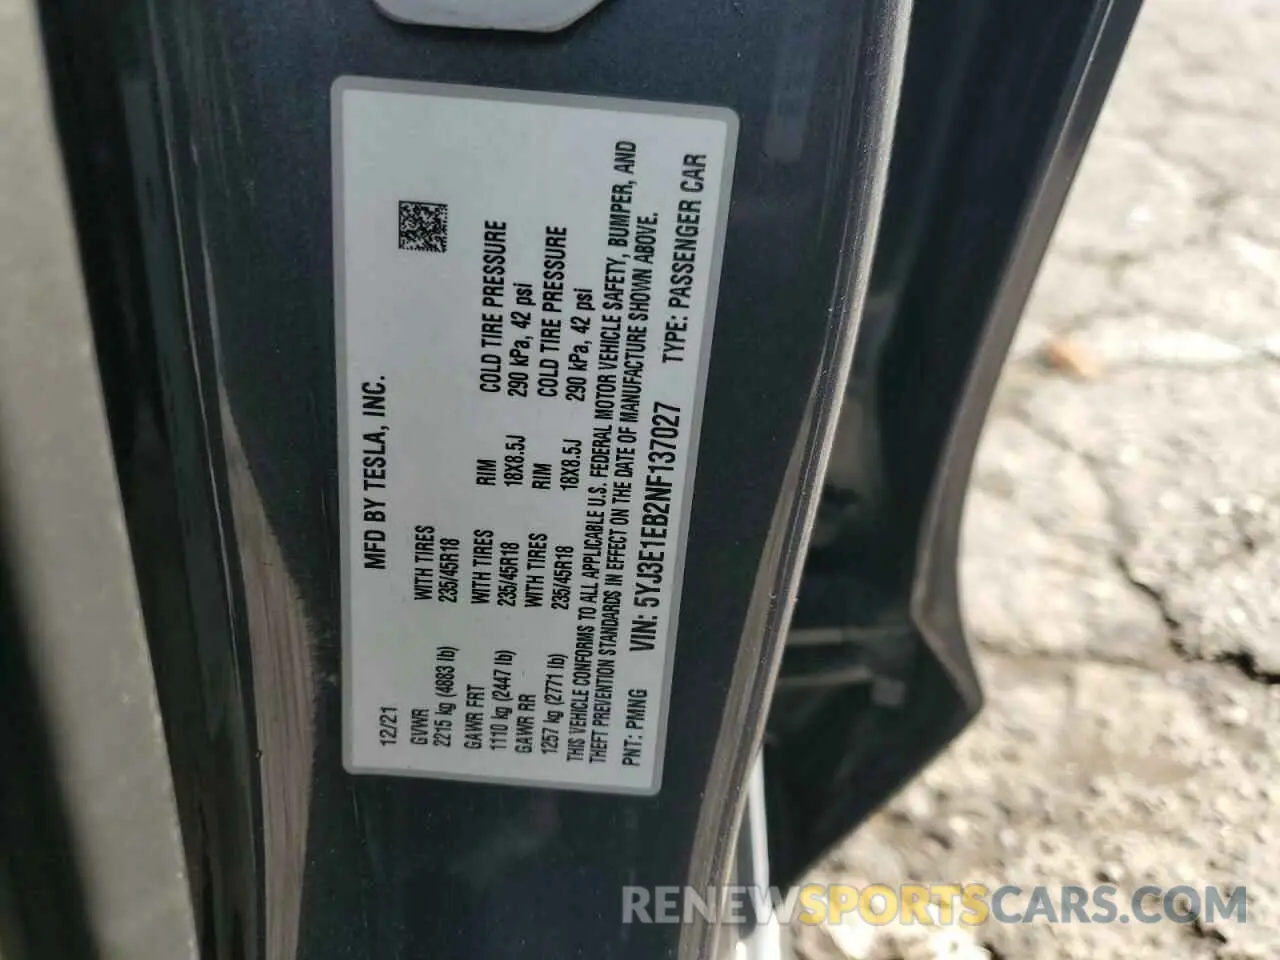 MFD BY TESLA, INC.
12/21
GVWR
2215 kg (4883 lb)
GAWR FRT WITH TIRES RIM COLD TIRE PRESSURE
1110 kg (2447 lb) 235/45R18 18X8.5J 290 kPa, 42 psi
GAWR RR WITH TIRES RIM COLD TIRE PRESSURE
1257 kg (2771 lb) 235/45R18 18X8.5J 290 kPa, 42 psi
WITH TIRES
235/45R18
THIS VEHICLE CONFORMS TO ALL APPLICABLE U.S. FEDERAL MOTOR VEHICLE SAFETY, BUMPER, AND
THEFT PREVENTION STANDARDS IN EFFECT ON THE DATE OF MANUFACTURE SHOWN ABOVE.
PNT: PMNG VIN: 5YJ3E1EB2NF137027 TYPE: PASSENGER CAR
RENEWSPORTSCARS.COM